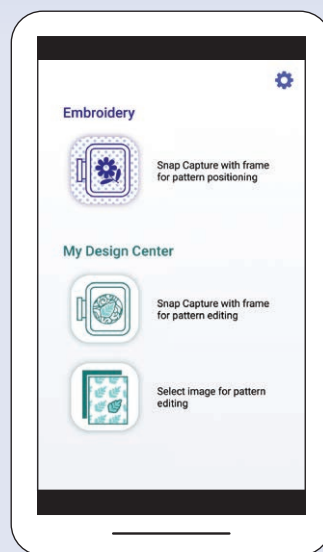 Embroidery
Snap Capture with frame
for pattern positioning
My Design Center
Snap Capture with frame
for pattern editing
Select image for pattern
editing